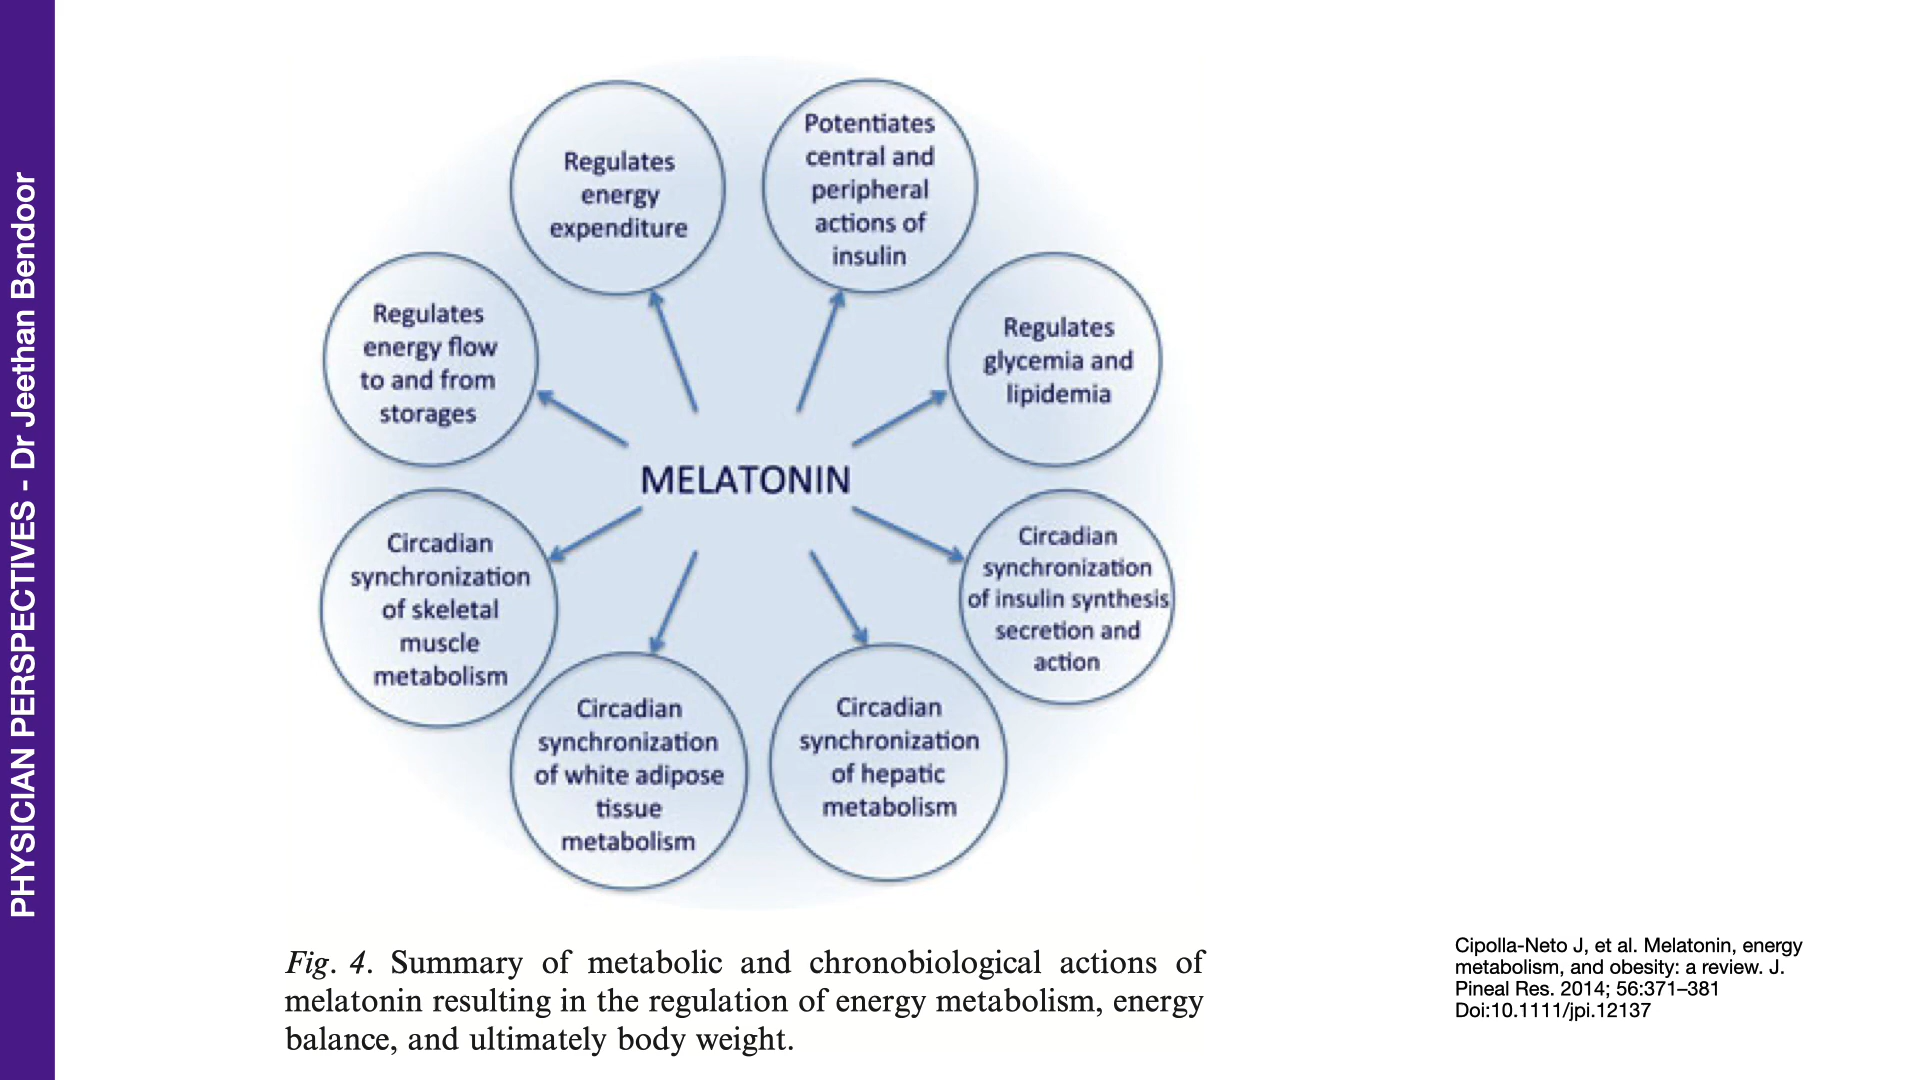 PHYSICIAN PERSPECTIVES - Dr Jeethan Bendoor
Regulates
energy
expenditure
Potentiates
central and
peripheral
actions of
insulin
Regulates
energy flow
to and from
storages
Regulates
glycemia and
lipidemia
MELATONIN
Circadian
synchronization
of skeletal
muscle
metabolism
Circadian
synchronization
of insulin synthesis
secretion and
action
Circadian
synchronization
of white adipose
tissue
metabolism
Circadian
synchronization
of hepatic
metabolism
Fig. 4. Summary of metabolic and chronobiological actions of
melatonin resulting in the regulation of energy metabolism, energy
balance, and ultimately body weight.
Cipolla-Neto J, et al. Melatonin, energy
metabolism, and obesity: a review. J.
Pineal Res. 2014; 56:371–381
Doi:10.1111/jpi.12137